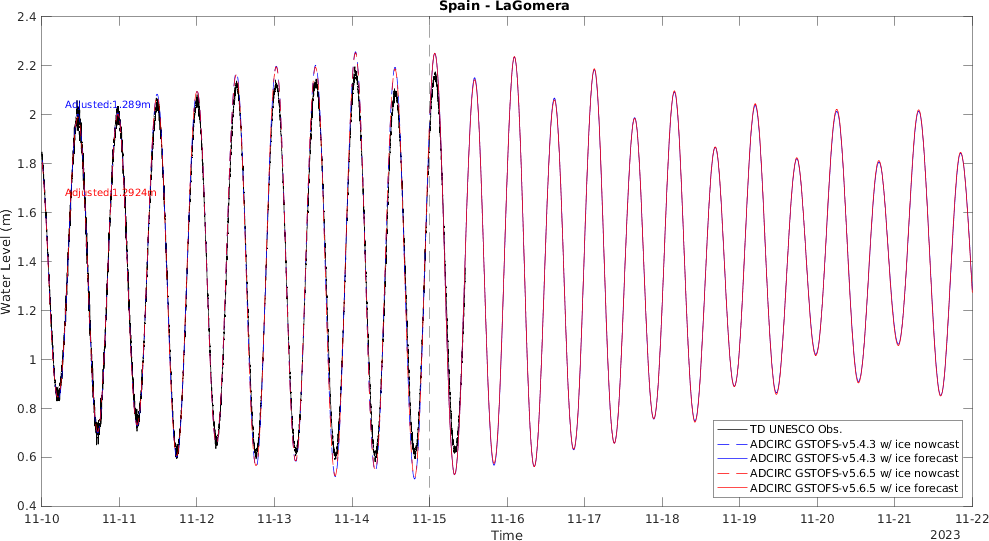 Spain - LaGomera
2.4
2.2
2
1.8
1.6
1.4
1.2
1
0.8
0.6
0.4
Water Level (m)
Adjusted:1.289m
Adjusted:1.2924m
TD UNESCO Obs.
ADCIRC GSTOFS-v5.4.3 w/ ice nowcast
ADCIRC GSTOFS-v5.4.3 w/ ice forecast
ADCIRC GSTOFS-v5.6.5 w/ ice nowcast
ADCIRC GSTOFS-v5.6.5 w/ ice forecast
11-10 11-11 11-12 11-13 11-14 11-15 11-16 11-17 11-18 11-19 11-20 11-21 11-22
Time
2023